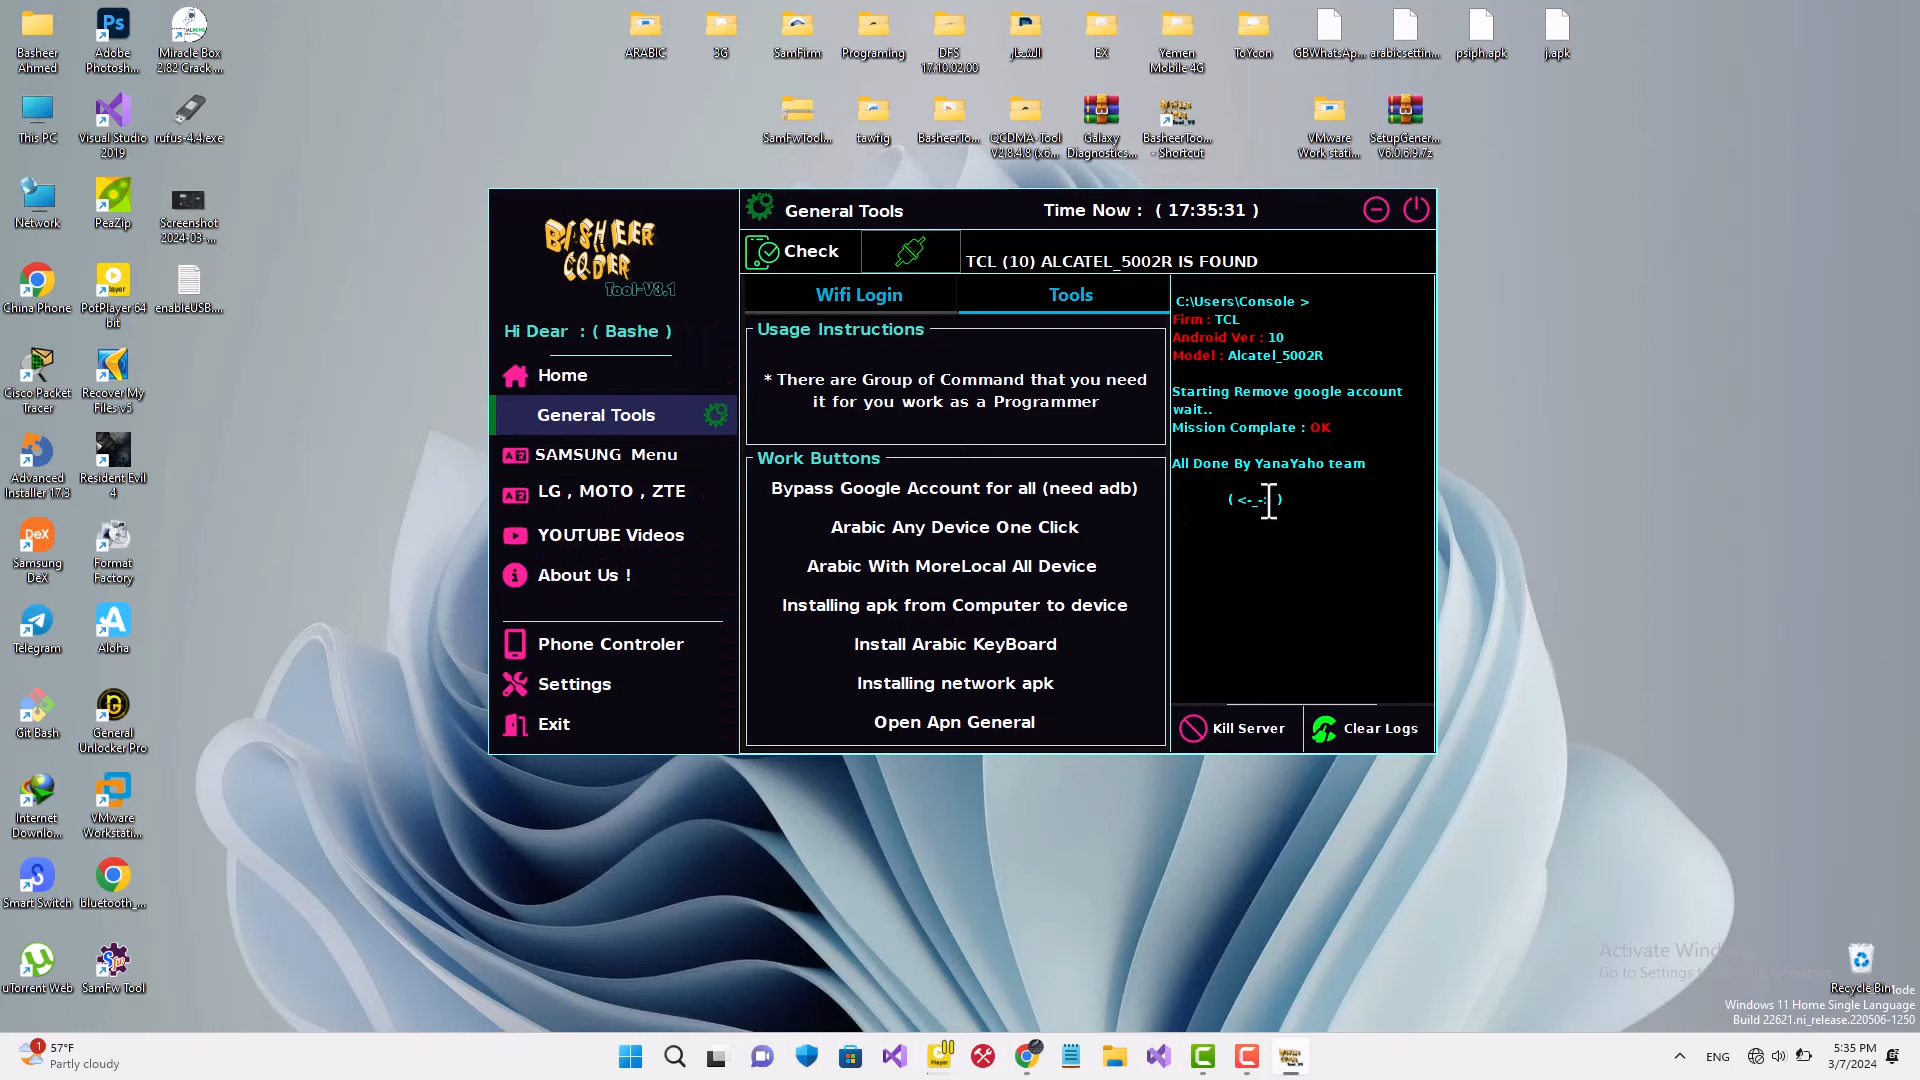 Basheer
Ahmed
Adobe
Photosh...
Miracle Box
2.82 Crack ...
ARABIC
3G
SamFirm
Programing
DFS
17.10.02.00
الشعار
EX
Yemen
Mobile 4G
ToYcon
GBWhatsAp...
arabicsettin...
psiph.apk
j.apk
This PC
Visual Studio
2019
rufus-4.4.exe
SamFwTool...
tawfig
BasheerTo...
QCDMA-Tool
V2.8.4.8 (x6...
Galaxy
Diagnostics...
BasheerToo...
- Shortcut
VMware
Work stati...
SetupGener...
V6.0.6.9.7z
Network
PeaZip
Screenshot
2024-03-...
China Phone
PotPlayer 64
bit
enableUSB....
Cisco Packet
Tracer
Recover My
Files v5
Advanced
Installer 17.3
Resident Evil
4
Samsung
DeX
Format
Factory
Telegram
Aloha
Git Bash
General
Unlocker Pro
Internet
Downlo...
VMware
Workstati...
Smart Switch
bluetooth_...
uTorrent Web
SamFw Tool
BASHEER
CODER
Tool-V3.1
Hi Dear : ( Bashe )
Home
General Tools
SAMSUNG Menu
LG , MOTO , ZTE
YOUTUBE Videos
About Us !
Phone Controler
Settings
Exit
General Tools
Time Now : ( 17:35:31 )
Check
TCL (10) ALCATEL_5002R IS FOUND
Wifi Login
Tools
Usage Instructions
* There are Group of Command that you need
it for you work as a Programmer
Work Buttons
Bypass Google Account for all (need adb)
Arabic Any Device One Click
Arabic With MoreLocal All Device
Installing apk from Computer to device
Install Arabic KeyBoard
Installing network apk
Open Apn General
C:\Users\Console >
Firm : TCL
Android Ver : 10
Model : Alcatel_5002R
Starting Remove google account
wait..
Mission Complate : OK
All Done By YanaYaho team
Kill Server
Clear Logs
Activate
Go to Settings
Recycle Bin
Windows 11 Home Single Language
Build 22621.ni_release.220506-1250
1
57°F
Partly cloudy
ENG
5:35 PM
3/7/2024